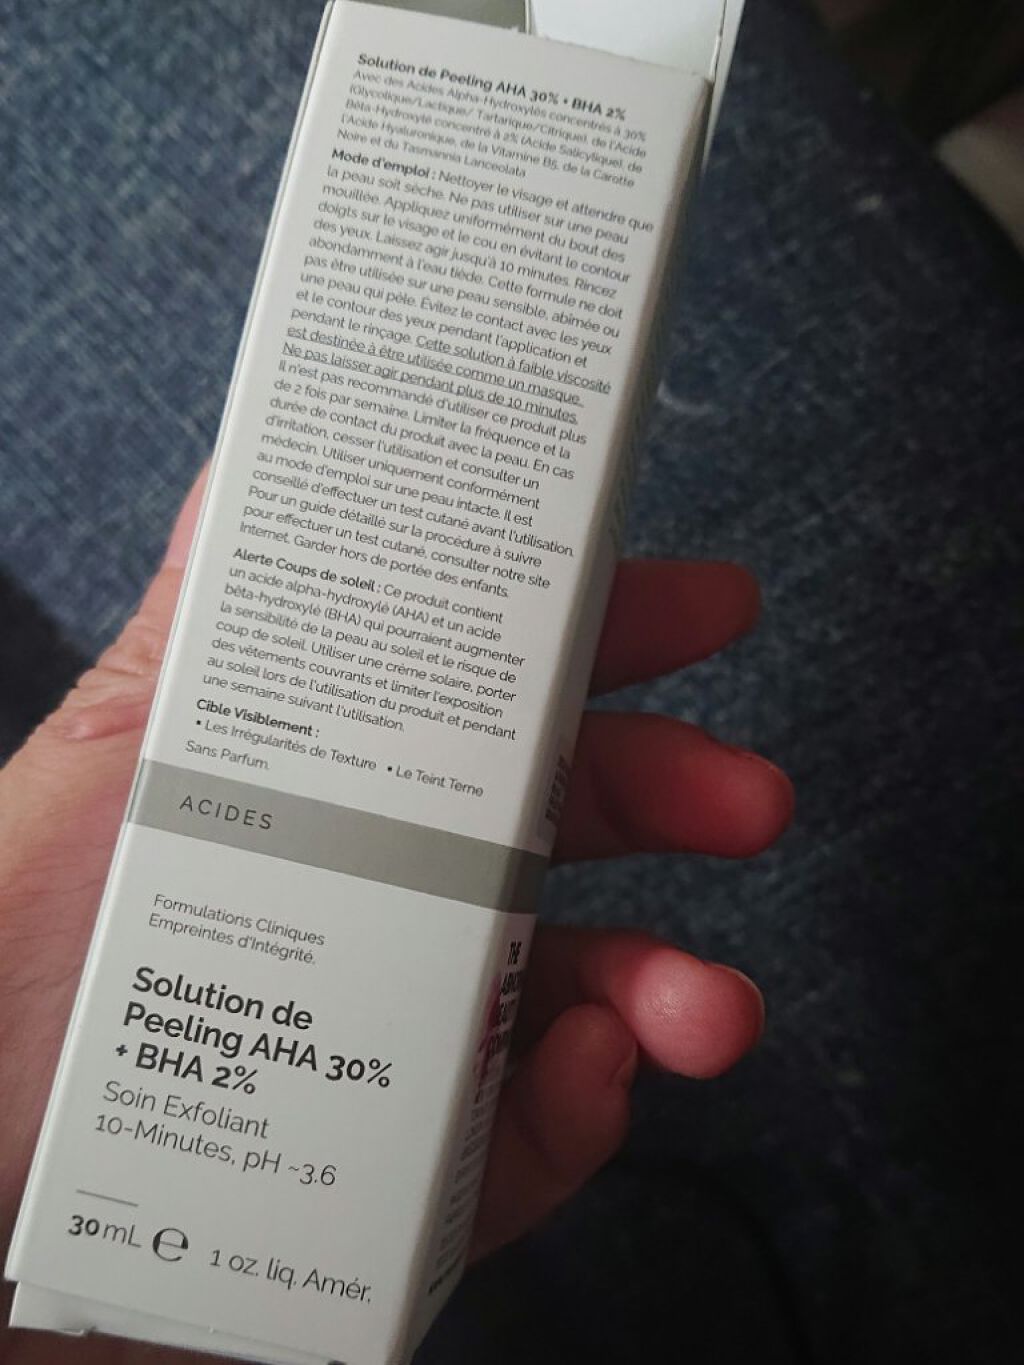 Solution de Peeling AHA 30% • BHA 2%
Avec des Acides Alpha-Hydroxylés concentrés à 30%
(Glycolique/Lactique/ Tartarique/Citrique), de l'Acide
Bêta-Hydroxylé concentré à 2% (Acide Salicylique), de
l'Acide Hyaluronique, de la Vitamine B5, de la Carotte
Noire et du Tasmannia Lanceolata
Mode d'emploi : Nettoyer le visage et attendre que
la peau soit sèche. Ne pas utiliser sur une peau
mouillée. Appliquez uniformément du bout des
doigts sur le visage et le cou en évitant le contour
des yeux. Laissez agir jusqu'à 10 minutes. Rincez
abondamment à l'eau tiède. Cette formule ne doit
pas être utilisée sur une peau sensible, abimée ou
une peau qui pèle. Évitez le contact avec les yeux
et le contour des yeux pendant l'application et
pendant le rinçage. Cette solution à faible viscosité
est destinée à être utilisée comme un masque.
Ne pas laisser agir pendant plus de 10 minutes.
Il n'est pas recommandé d'utiliser ce produit plus
de 2 fois par semaine. Limiter la fréquence et la
durée de contact du produit avec la peau. En cas
d'irritation, cesser l'utilisation et consulter un
médecin. Utiliser uniquement conformément
au mode d'emploi sur une peau intacte. Il est
conseillé d'effectuer un test cutané avant l'utilisation.
Pour un guide détaillé sur la procédure à suivre
pour effectuer un test cutané, consulter notre site
Internet. Garder hors de portée des enfants.
Alerte Coups de soleil : Ce produit contient
un acide alpha-hydroxylé (AHA) et un acide
bêta-hydroxylé (BHA) qui pourraient augmenter
la sensibilité de la peau au soleil et le risque de
coup de soleil. Utiliser une crème solaire, porter
des vêtements couvrants et limiter l'exposition
au soleil lors de l'utilisation du produit et pendant
une semaine suivant l'utilisation.
Cible Visiblement :
• Les Irrégularités de Texture • Le Teint Terne
Sans Parfum.
ACIDES
Formulations Cliniques
Empreintes d'Intégrité.
Solution de
Peeling AHA 30%
+ BHA 2%
Soin Exfoliant
10-Minutes, pH ~3.6
30 mL ℮ 1 oz. liq. Amér.
THE